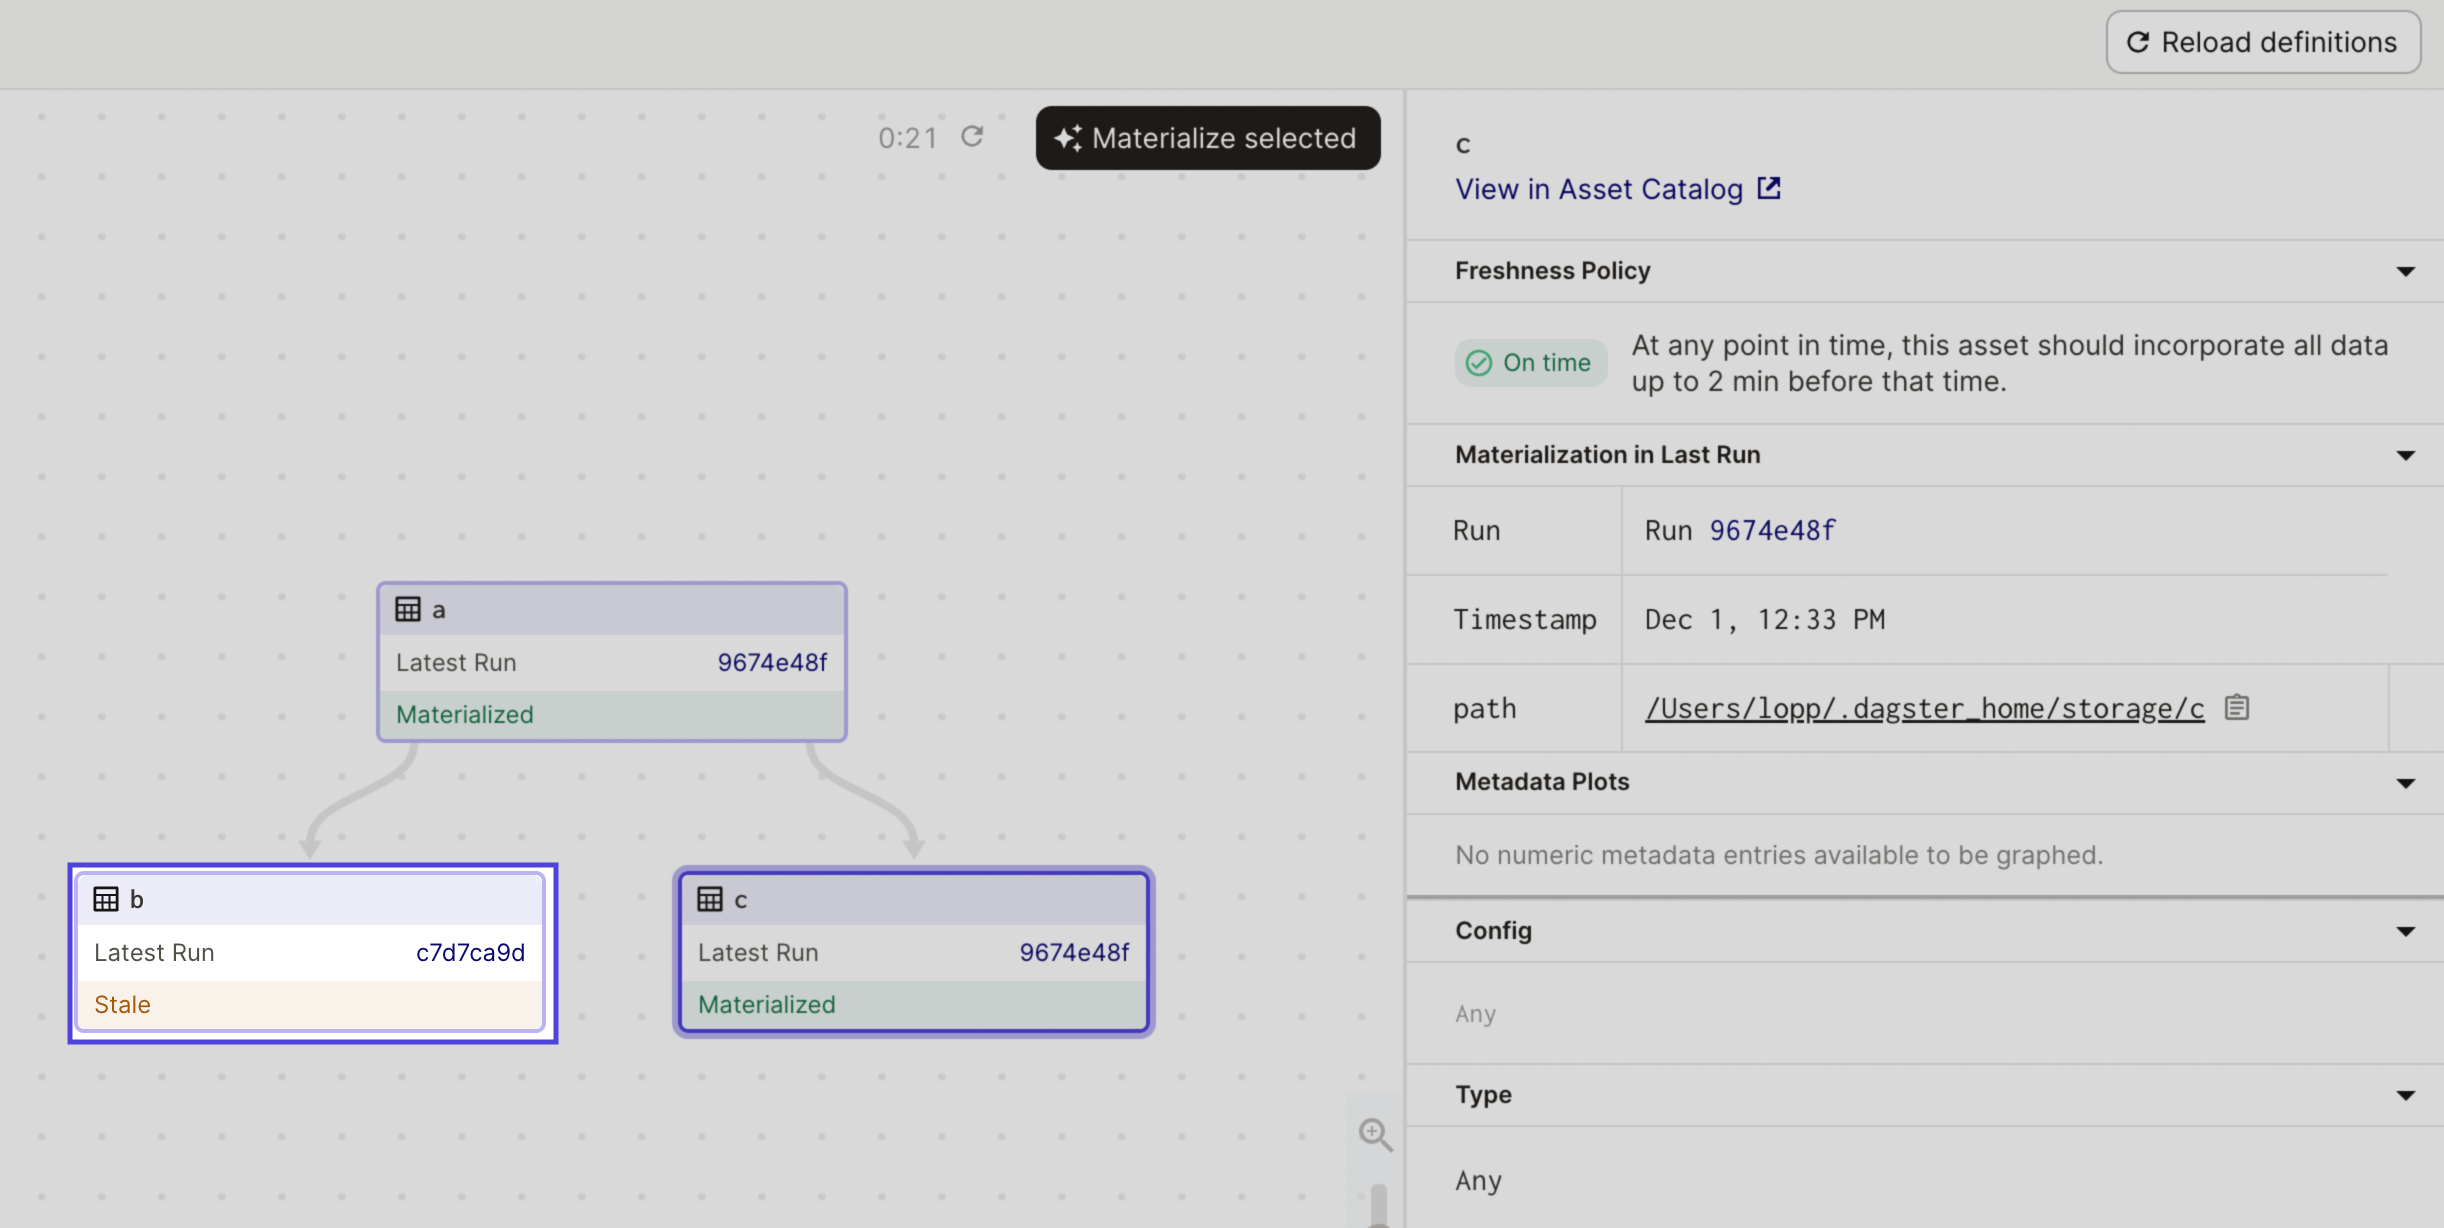 Reload definitions
0:21
Materialize selected
a
Latest Run 9674e48f
Materialized
b
Latest Run c7d7ca9d
Stale
c
Latest Run 9674e48f
Materialized
c
View in Asset Catalog
Freshness Policy
On time
At any point in time, this asset should incorporate all data
up to 2 min before that time.
Materialization in Last Run
Run Run 9674e48f
Timestamp Dec 1, 12:33 PM
path /Users/lopp/.dagster_home/storage/c
Metadata Plots
No numeric metadata entries available to be graphed.
Config
Any
Type
Any